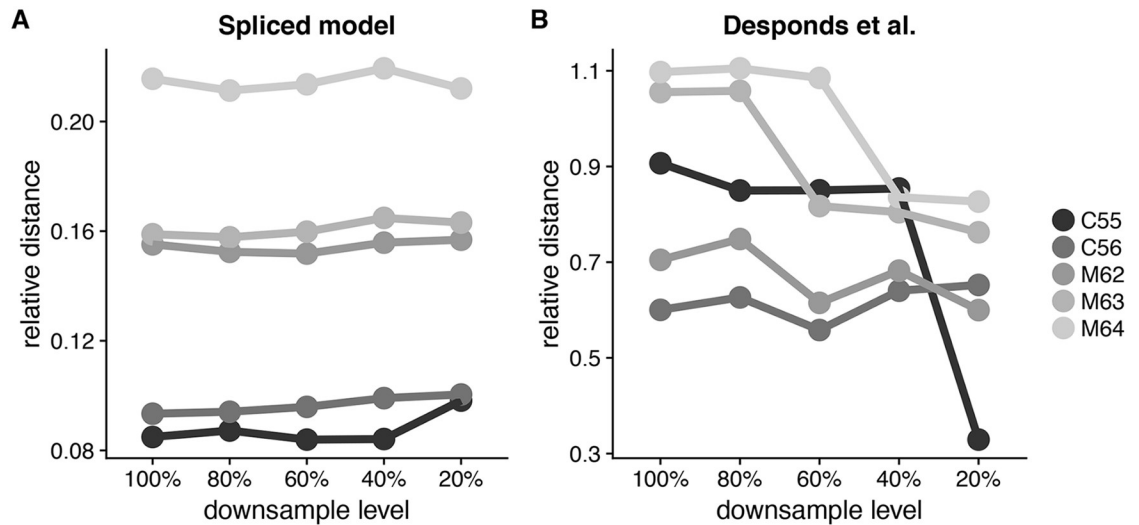 A
Spliced model
relative distance
0.20
0.16
0.12
0.08
100%
80%
60%
40%
20%
downsample level
B
Desponds et al.
relative distance
1.1
0.9
0.7
0.5
0.3
100%
80%
60%
40%
20%
downsample level
C55
C56
M62
M63
M64